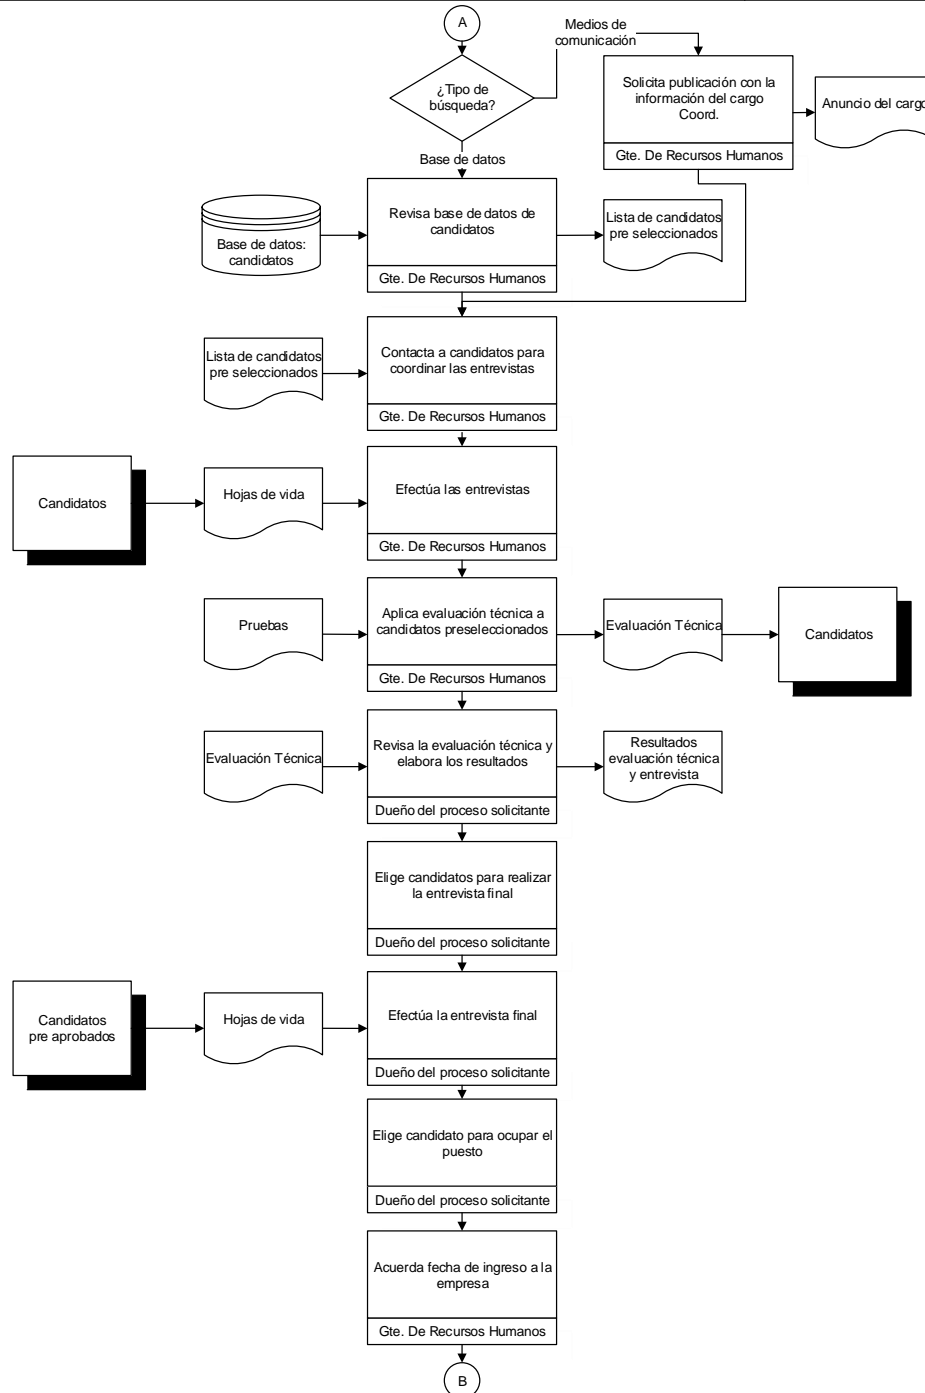 A
Medios de
comunicación
¿Tipo de
búsqueda?
Solicita publicación con la
información del cargo
Coord.
Gte. De Recursos Humanos
Anuncio del cargo
Base de datos
Revisa base de datos de
candidatos
Gte. De Recursos Humanos
Base de datos:
candidatos
Lista de candidatos
pre seleccionados
Contacta a candidatos para
coordinar las entrevistas
Gte. De Recursos Humanos
Lista de candidatos
pre seleccionados
Candidatos
Hojas de vida
Efectúa las entrevistas
Gte. De Recursos Humanos
Pruebas
Aplica evaluación técnica a
candidatos preseleccionados
Gte. De Recursos Humanos
Evaluación Técnica
Candidatos
Evaluación Técnica
Revisa la evaluación técnica y
elabora los resultados
Dueño del proceso solicitante
Resultados
evaluación técnica
y entrevista
Elige candidatos para realizar
la entrevista final
Dueño del proceso solicitante
Candidatos
pre aprobados
Hojas de vida
Efectúa la entrevista final
Dueño del proceso solicitante
Elige candidato para ocupar el
puesto
Dueño del proceso solicitante
Acuerda fecha de ingreso a la
empresa
Gte. De Recursos Humanos
B